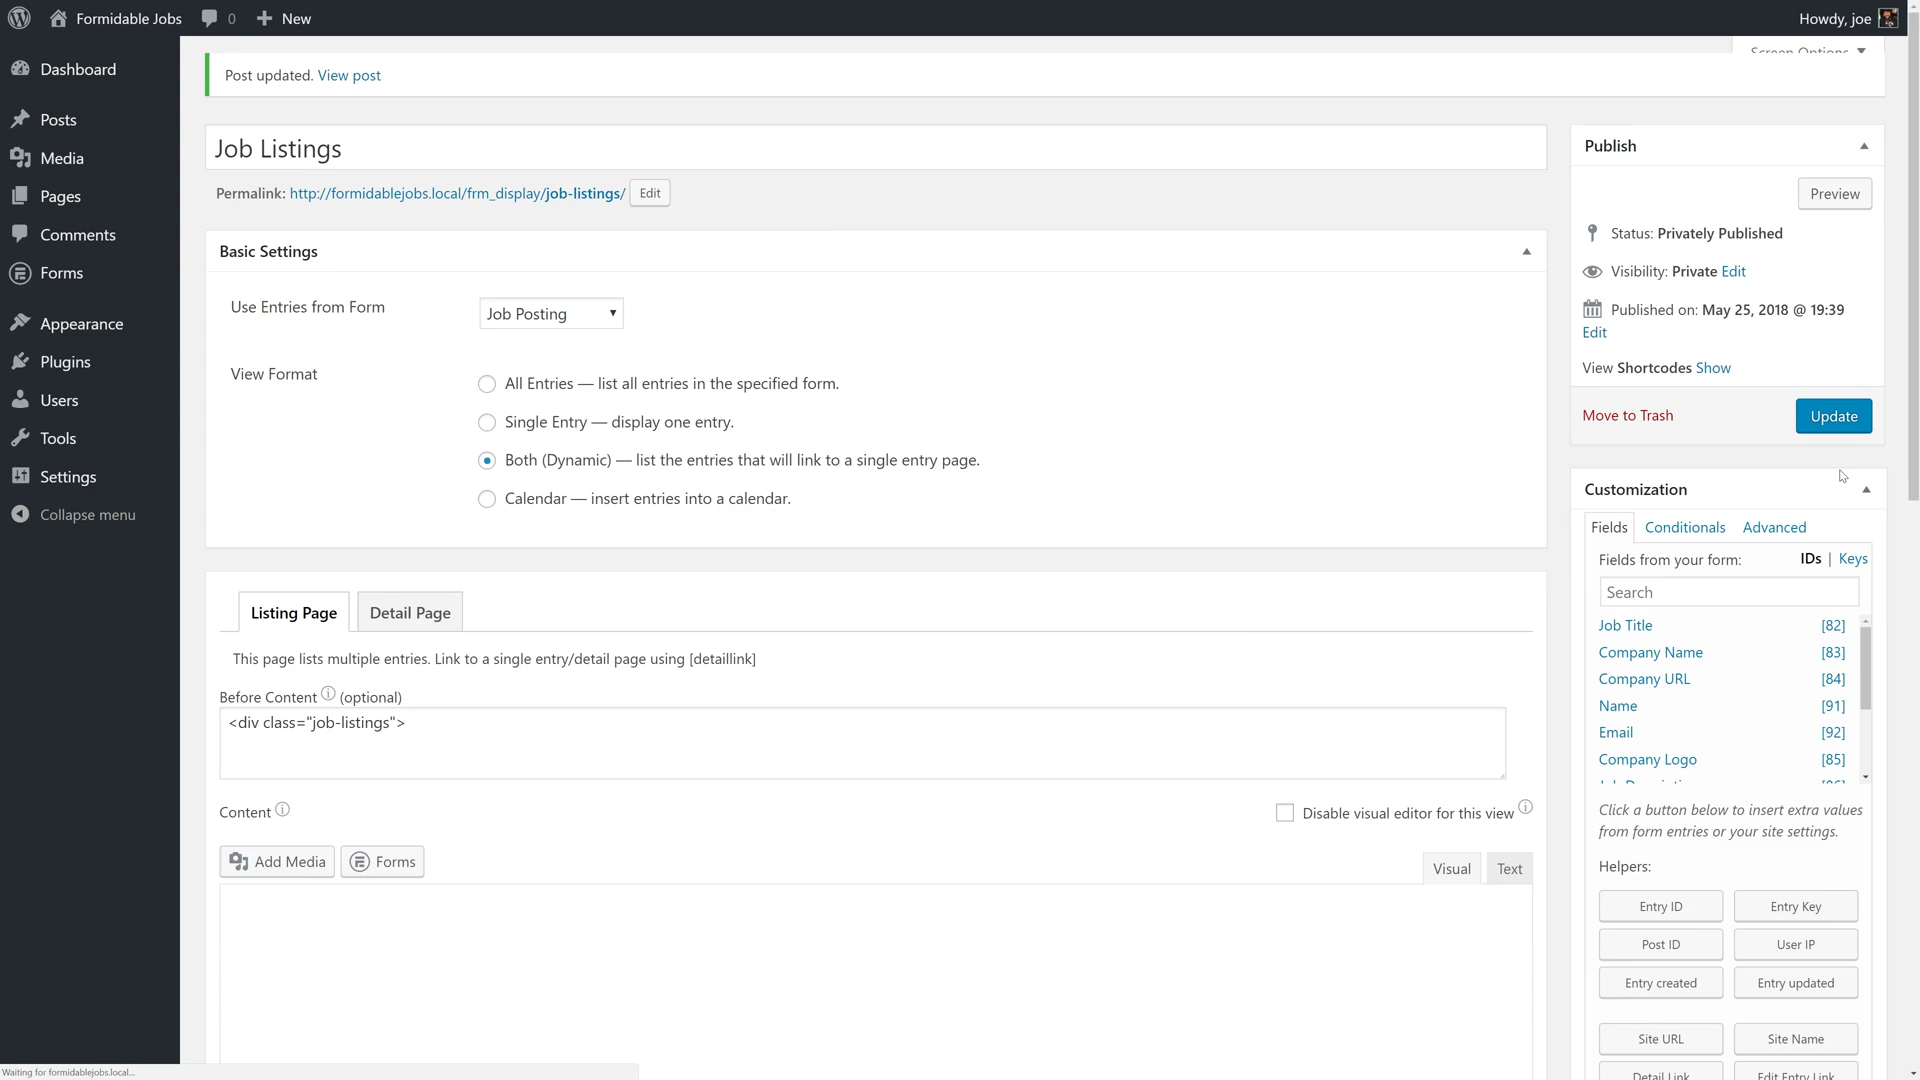 Formidable Jobs
0
New
Howdy, joe
Dashboard
Posts
Media
Pages
Comments
Forms
Appearance
Plugins
Users
Tools
Settings
Collapse menu
Screen Options
Post updated. View post
Job Listings
Permalink: http://formidablejobs.local/frm_display/job-listings/
Edit
Basic Settings
Use Entries from Form
Job Posting
View Format
All Entries — list all entries in the specified form.
Single Entry — display one entry.
Both (Dynamic) — list the entries that will link to a single entry page.
Calendar — insert entries into a calendar.
Listing Page
Detail Page
This page lists multiple entries. Link to a single entry/detail page using [detaillink]
Before Content (optional)
<div class="job-listings">
Content
Disable visual editor for this view
Add Media
Forms
Visual
Text
Publish
Preview
Status: Privately Published
Visibility: Private Edit
Published on: May 25, 2018 @ 19:39
Edit
View Shortcodes Show
Move to Trash
Update
Customization
Fields
Conditionals
Advanced
Fields from your form:
IDs | Keys
Search
Job Title [82]
Company Name [83]
Company URL [84]
Name [91]
Email [92]
Company Logo [85]
Click a button below to insert extra values
from form entries or your site settings.
Helpers:
Entry ID
Entry Key
Post ID
User IP
Entry created
Entry updated
Site URL
Site Name
Detail Link
Edit Entry Link
Waiting for formidablejobs.local...